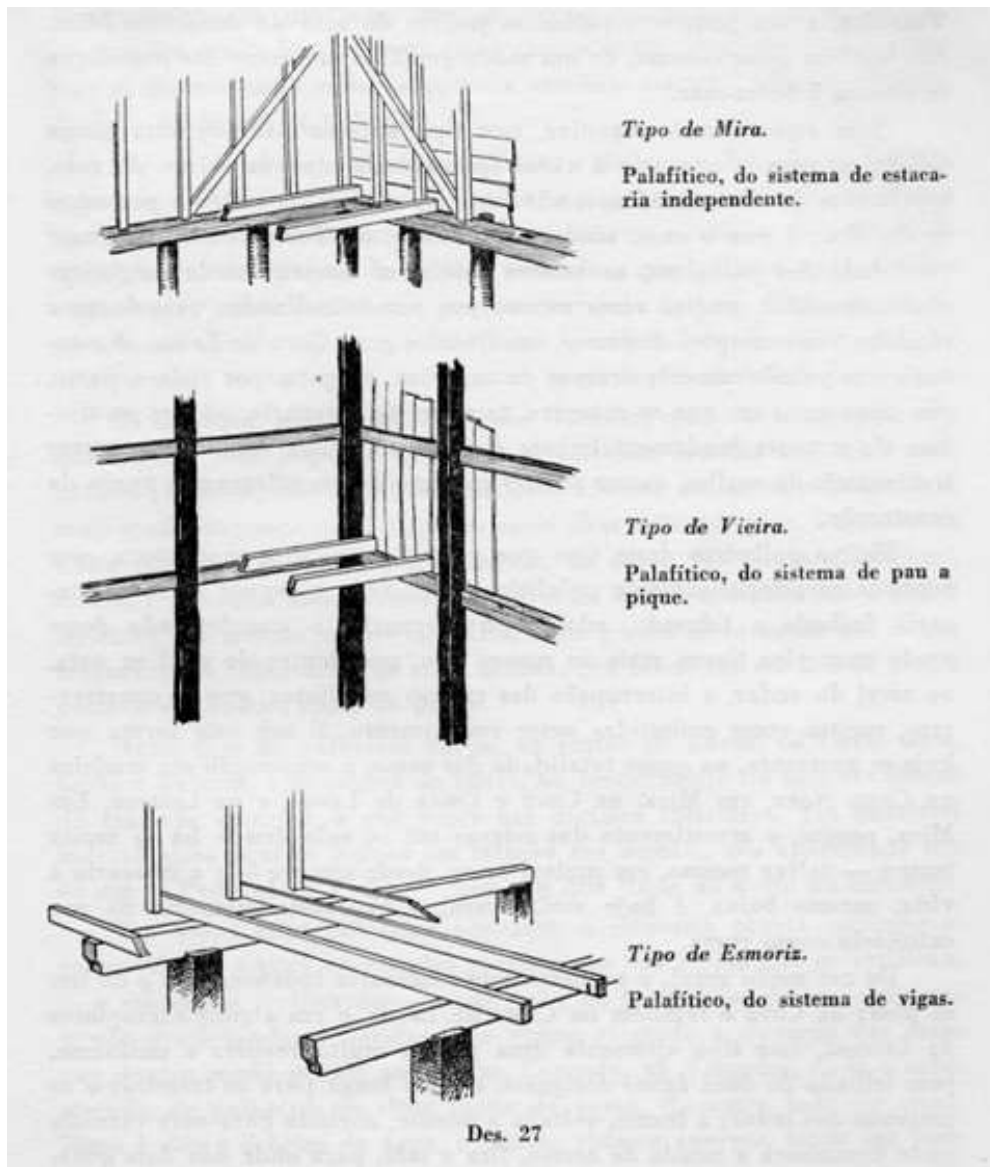 Tipo de Mira.
Palafítico, do sistema de estaca-
ria independente.
Tipo de Vieira.
Palafítico, do sistema de pau a
pique.
Tipo de Esmoriz.
Palafítico, do sistema de vigas.
Des. 27